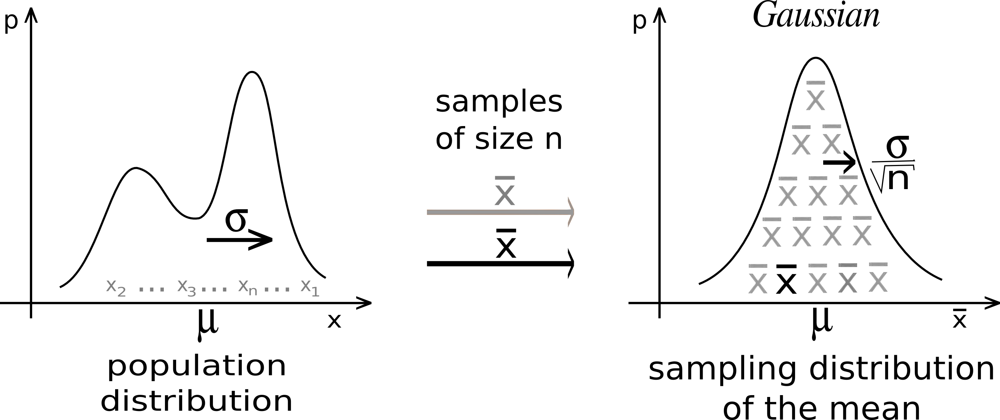 p
σ
x₂ ... x₃ ... xₙ ... x₁
μ
x
population
distribution
samples
of size n
x̄
x̄
Gaussian
p
x̄
x̄ x̄
σ
√n
x̄ x̄ x̄
x̄ x̄ x̄ x̄
x̄ x̄ x̄ x̄ x̄
μ
x̄
sampling distribution
of the mean